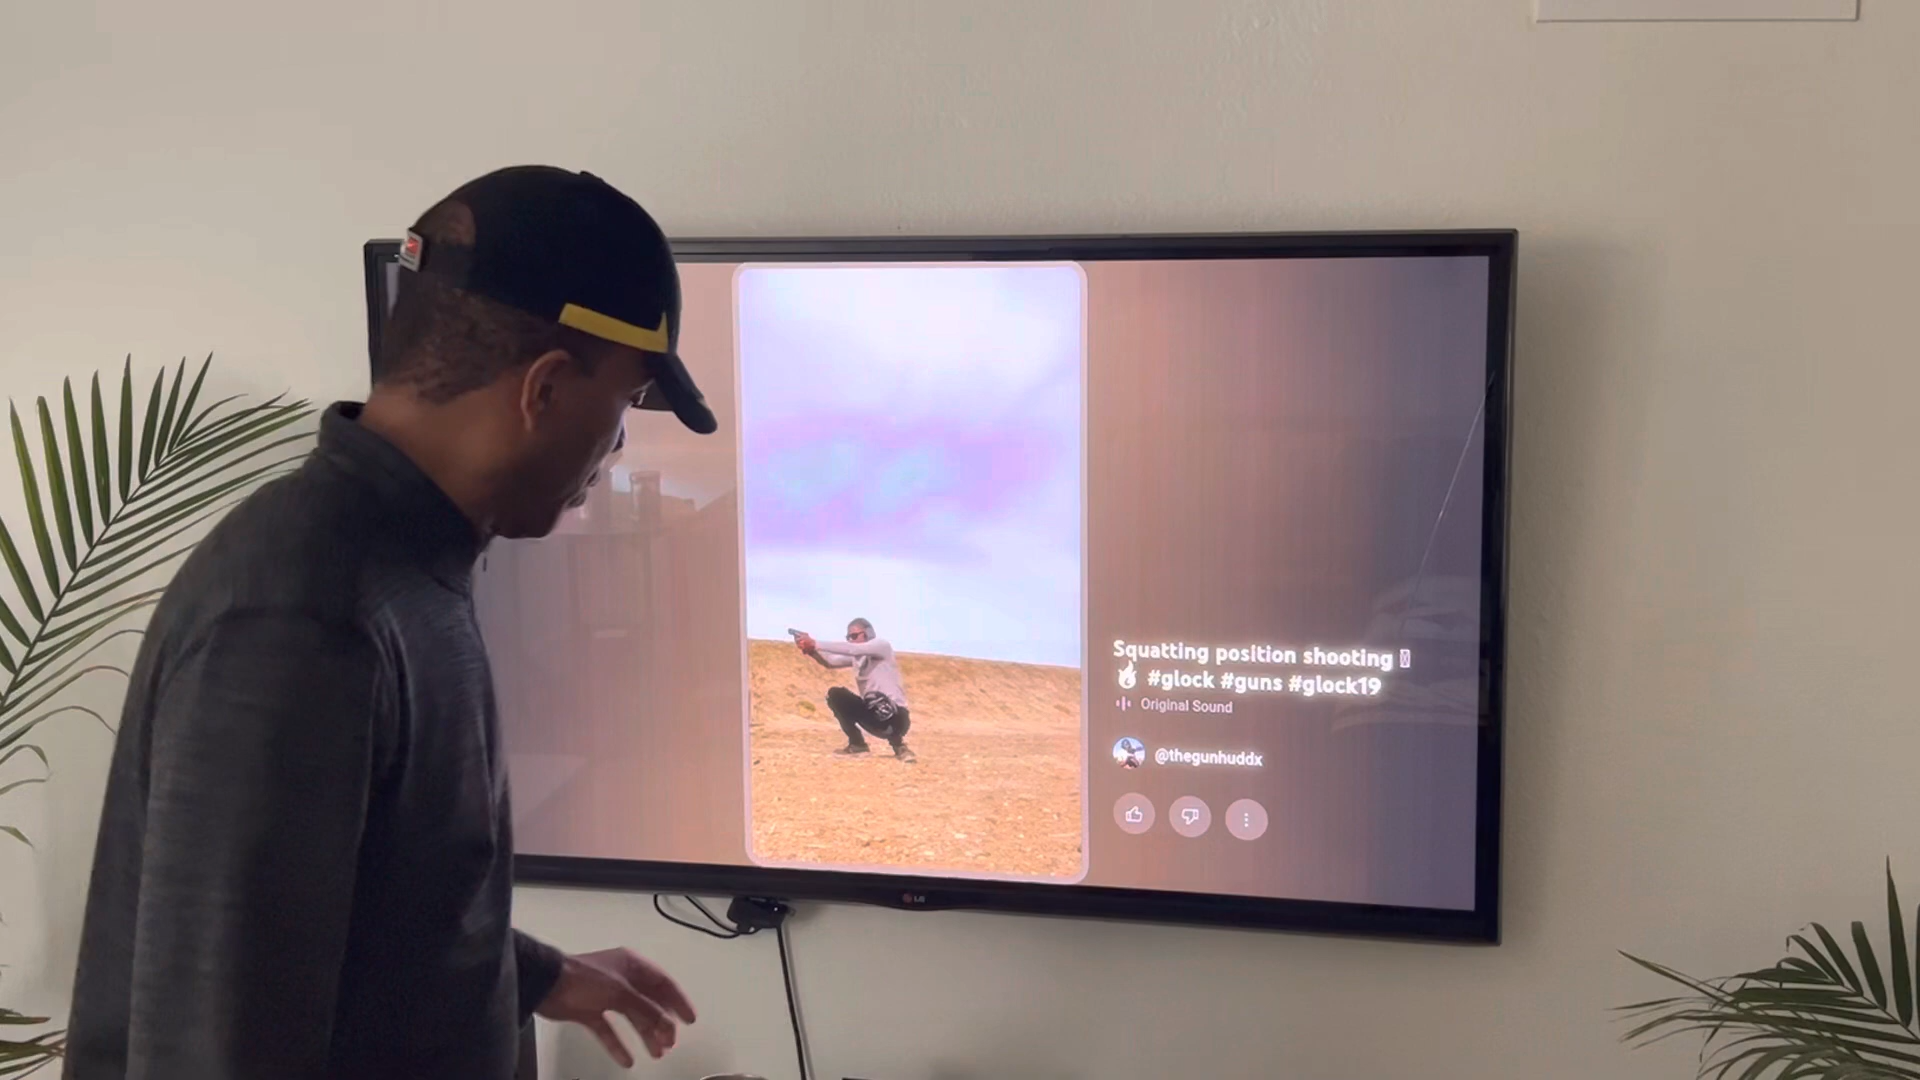 Squatting position shooting
🔥 #glock #guns #glock19
Original Sound
@thegunhuddx
LG